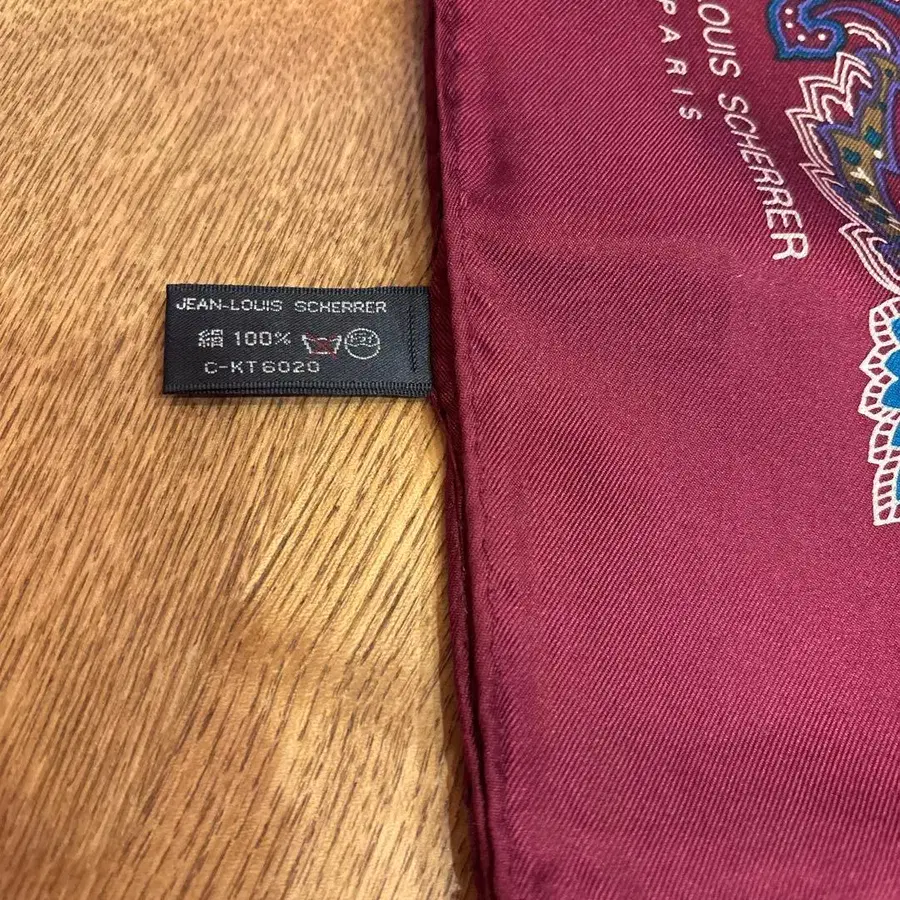 LOUIS SCHERRER
PARIS
JEAN-LOUIS SCHERRER
絹 100%
C-KT6020